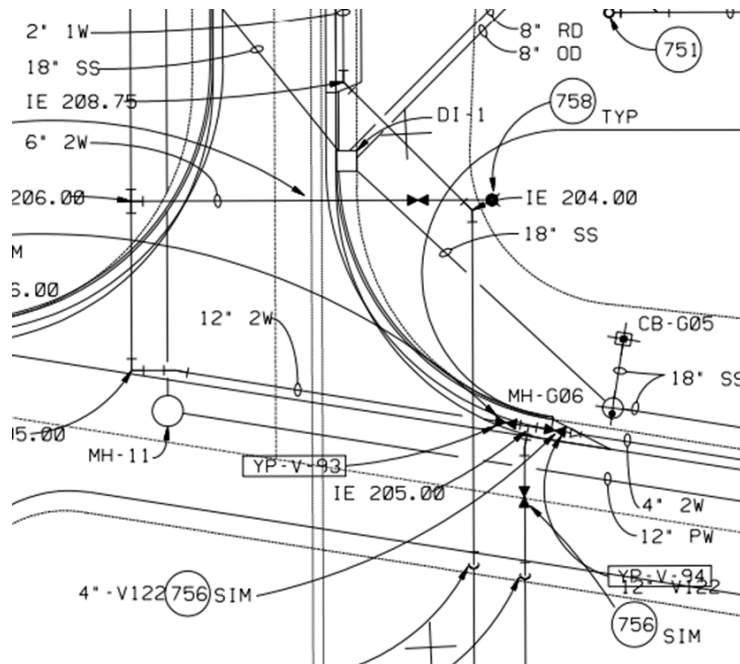 2" 1W
18" SS
IE 208.75
6" 2W
206.00
M
6.00
12" 2W
5.00
MH-11
8" RD
8" OD
751
DI-1
758
TYP
IE 204.00
18" SS
CB-G05
18" SS
MH-G06
YP-V-93
IE 205.00
4" 2W
12" PW
YP-V-94
12" V122
4"-V122
756
SIM
756
SIM